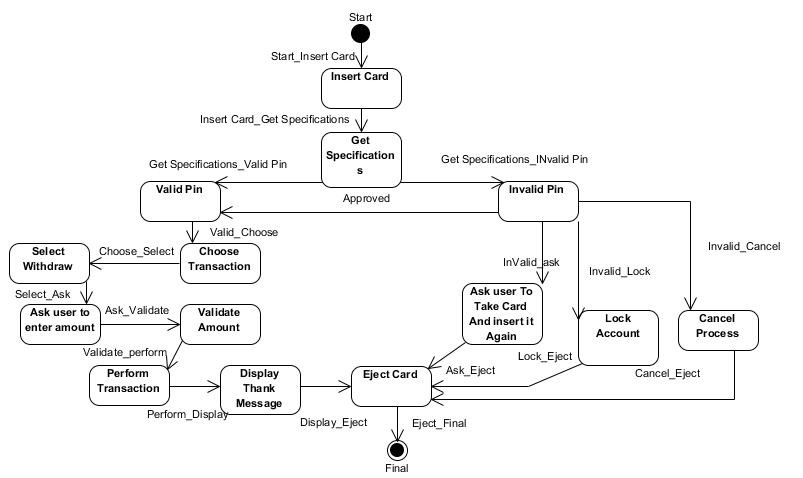 Start
Start_Insert Card
Insert Card
Insert Card_Get Specifications
Get
Specification
s
Get Specifications_Valid Pin
Get Specifications_INvalid Pin
Valid Pin
Invalid Pin
Approved
Valid_Choose
Invalid_Cancel
Select
Withdraw
Choose_Select
Choose
Transaction
InValid_ask
Invalid_Lock
Select_Ask
Ask user to
enter amount
Ask_Validate
Validate
Amount
Ask user To
Take Card
And insert it
Again
Lock
Account
Cancel
Process
Validate_perform
Lock_Eject
Perform
Transaction
Display
Thank
Message
Eject Card
Ask_Eject
Cancel_Eject
Perform_Display
Display_Eject
Eject_Final
Final